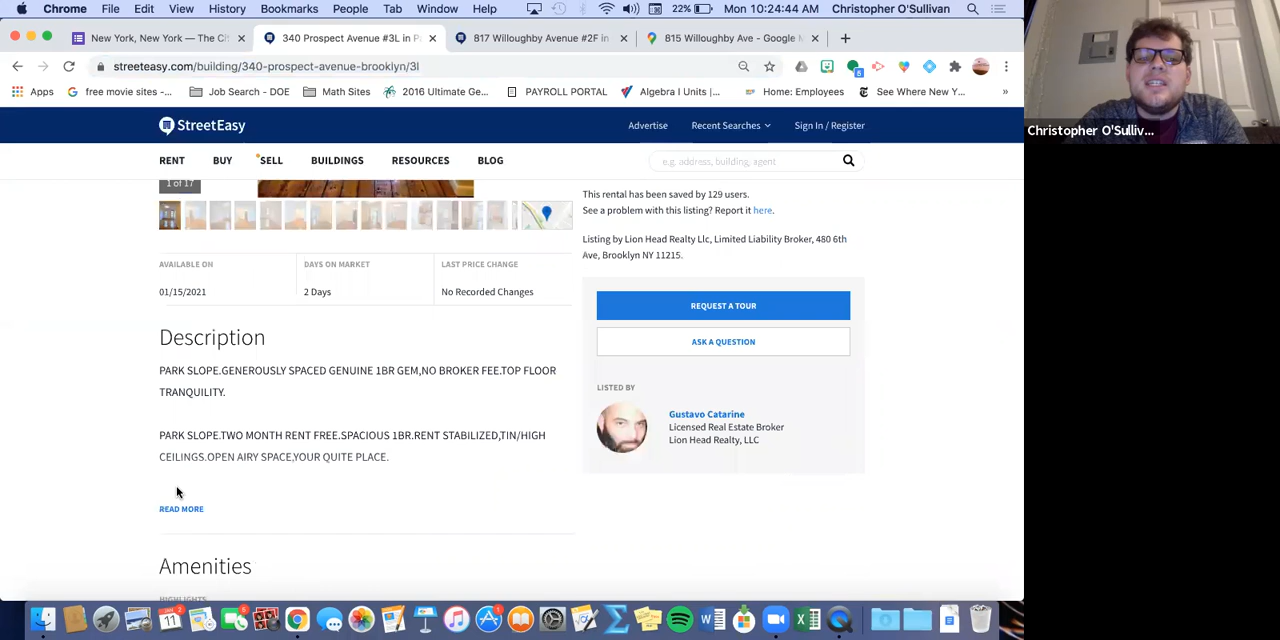 Chrome File Edit View History Bookmarks People Tab Window Help 22% Mon 10:24:44 AM Christopher O'Sullivan
New York, New York — The Ci 340 Prospect Avenue #3L in P 817 Willoughby Avenue #2F in 815 Willoughby Ave - Google M
streeteasy.com/building/340-prospect-avenue-brooklyn/3l
8
Apps free movie sites -... Job Search - DOE Math Sites 2016 Ultimate Ge... PAYROLL PORTAL Algebra I Units |... Home: Employees See Where Yo...
Christopher O'Sulliv...
StreetEasy Advertise Recent Searches Sign In / Register
RENT BUY SELL BUILDINGS RESOURCES BLOG e.g. address, building, agent
1 of 17
This rental has been saved by 129 users.
See a problem with this listing? Report it here.
Listing by Lion Head Realty Llc, Limited Liability Broker, 480 6th
Ave, Brooklyn NY 11215.
AVAILABLE ON DAYS ON MARKET LAST PRICE CHANGE
01/15/2021 2 Days No Recorded Changes
REQUEST A TOUR
ASK A QUESTION
LISTED BY
Gustavo Catarine
Licensed Real Estate Broker
Lion Head Realty, LLC
Description
PARK SLOPE.GENEROUSLY SPACED GENUINE 1BR GEM,NO BROKER FEE.TOP FLOOR
TRANQUILITY.
PARK SLOPE.TWO MONTH RENT FREE.SPACIOUS 1BR.RENT STABILIZED,TIN/HIGH
CEILINGS.OPEN AIRY SPACE,YOUR QUITE PLACE.
READ MORE
Amenities
HIGHLIGHTS